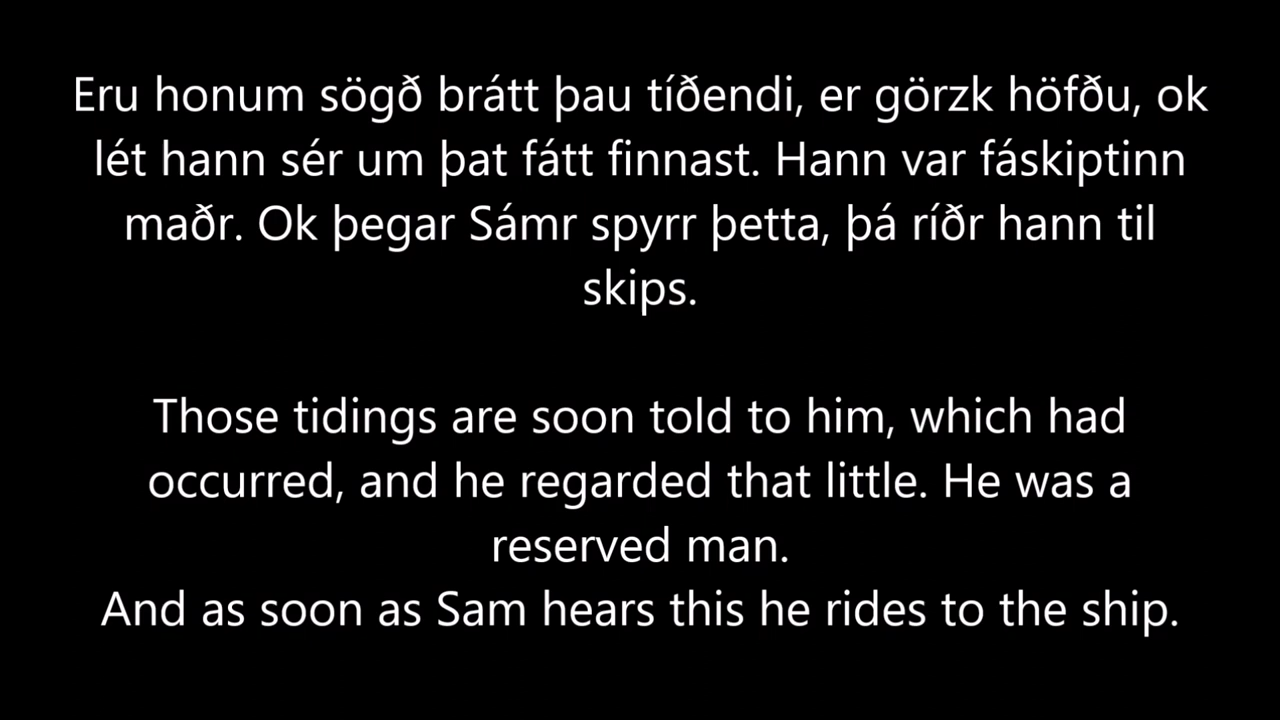 Eru honum sögð brátt þau tíðendi, er görzk höfðu, ok
lét hann sér um þat fátt finnast. Hann var fáskiptinn
maðr. Ok þegar Sámr spyrr þetta, þá ríðr hann til
skips.
Those tidings are soon told to him, which had
occurred, and he regarded that little. He was a
reserved man.
And as soon as Sam hears this he rides to the ship.